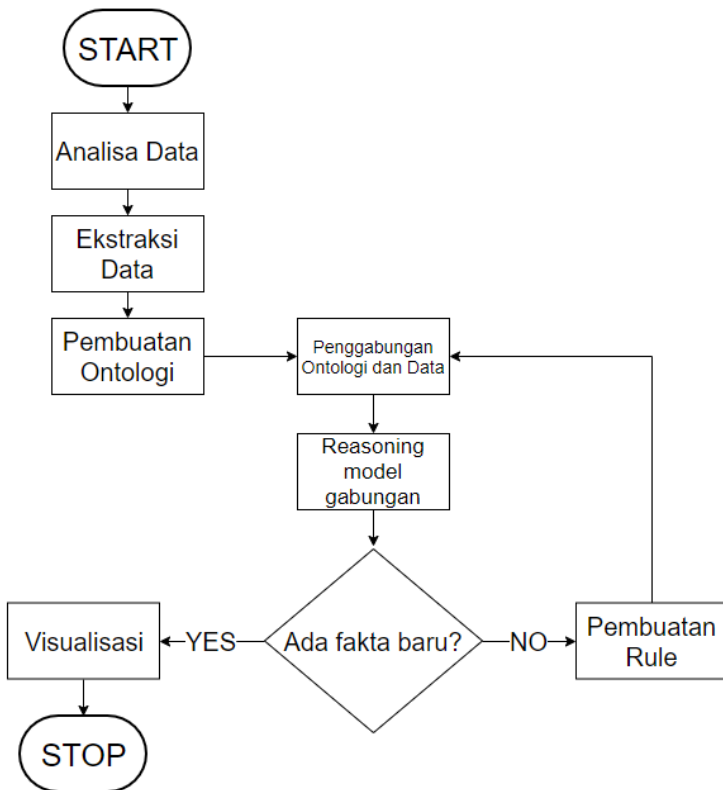 START
Analisa Data
Ekstraksi
Data
Pembuatan
Ontologi
Penggabungan
Ontologi dan Data
Reasoning
model
gabungan
Ada fakta baru?
YES
Visualisasi
STOP
NO
Pembuatan
Rule